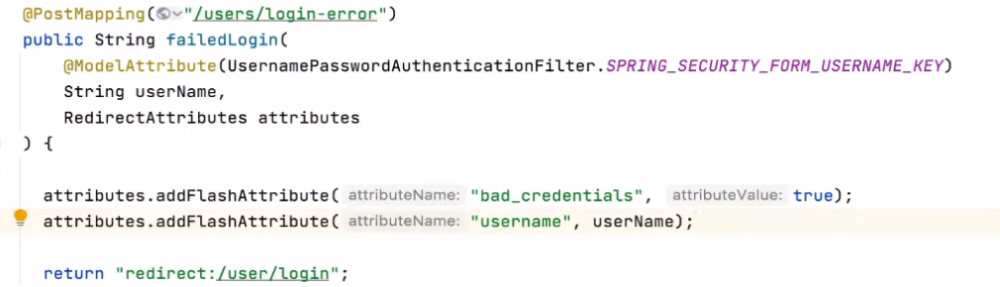 @PostMapping("/users/login-error")
public String failedLogin(
@ModelAttribute(UsernamePasswordAuthenticationFilter.SPRING_SECURITY_FORM_USERNAME_KEY)
String userName,
RedirectAttributes attributes
) {
attributes.addFlashAttribute( attributeName: "bad_credentials", attributeValue: true);
attributes.addFlashAttribute( attributeName: "username", userName);
return "redirect:/user/login";